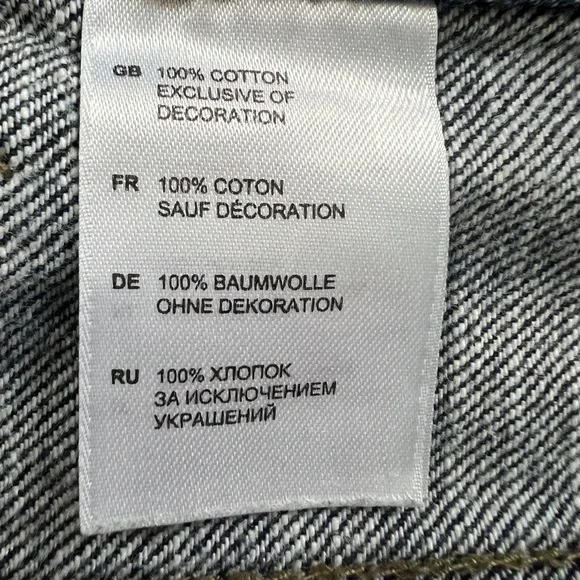 GB 100% COTTON
EXCLUSIVE OF
DECORATION
FR 100% COTON
SAUF DÉCORATION
DE 100% BAUMWOLLE
OHNE DEKORATION
RU 100% ХЛОПОК
ЗА ИСКЛЮЧЕНИЕМ
УКРАШЕНИЙ